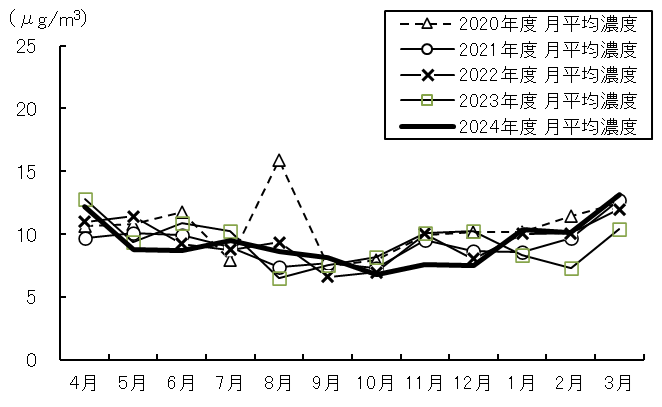 (μg/m³)
2020年度 月平均濃度
2021年度 月平均濃度
2022年度 月平均濃度
2023年度 月平均濃度
2024年度 月平均濃度
25
20
15
10
5
0
4月 5月 6月 7月 8月 9月 10月 11月 12月 1月 2月 3月